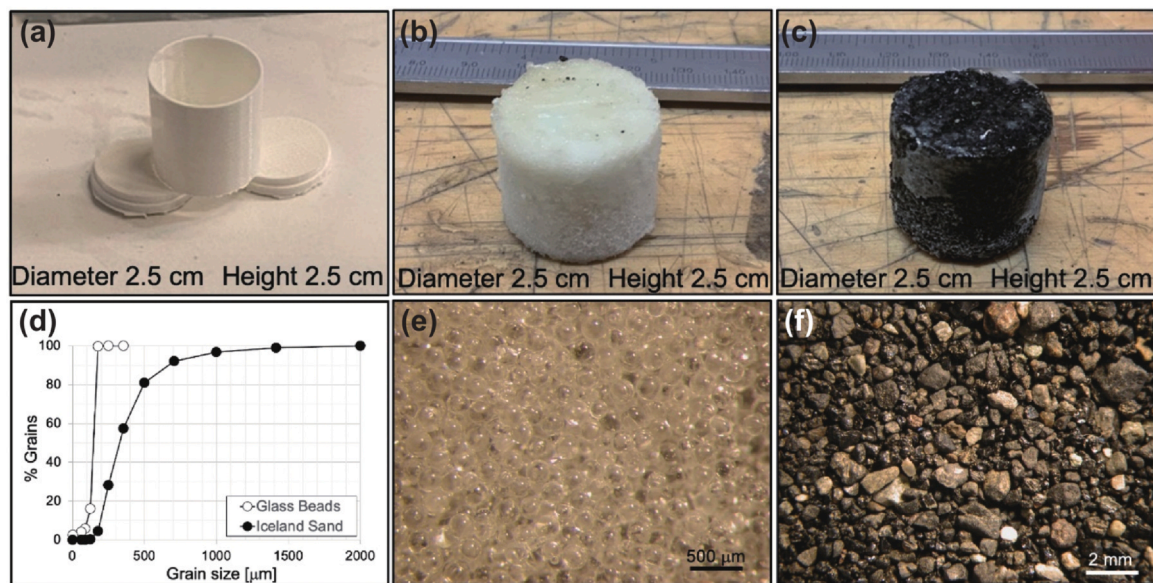 (a)
Diameter 2.5 cm Height 2.5 cm
(b)
Diameter 2.5 cm Height 2.5 cm
(c)
Diameter 2.5 cm Height 2.5 cm
(d)
100
80
60
40
20
0
% Grains
Glass Beads
Iceland Sand
0 500 1000 1500 2000
Grain size [μm]
(e)
500 μm
(f)
2 mm